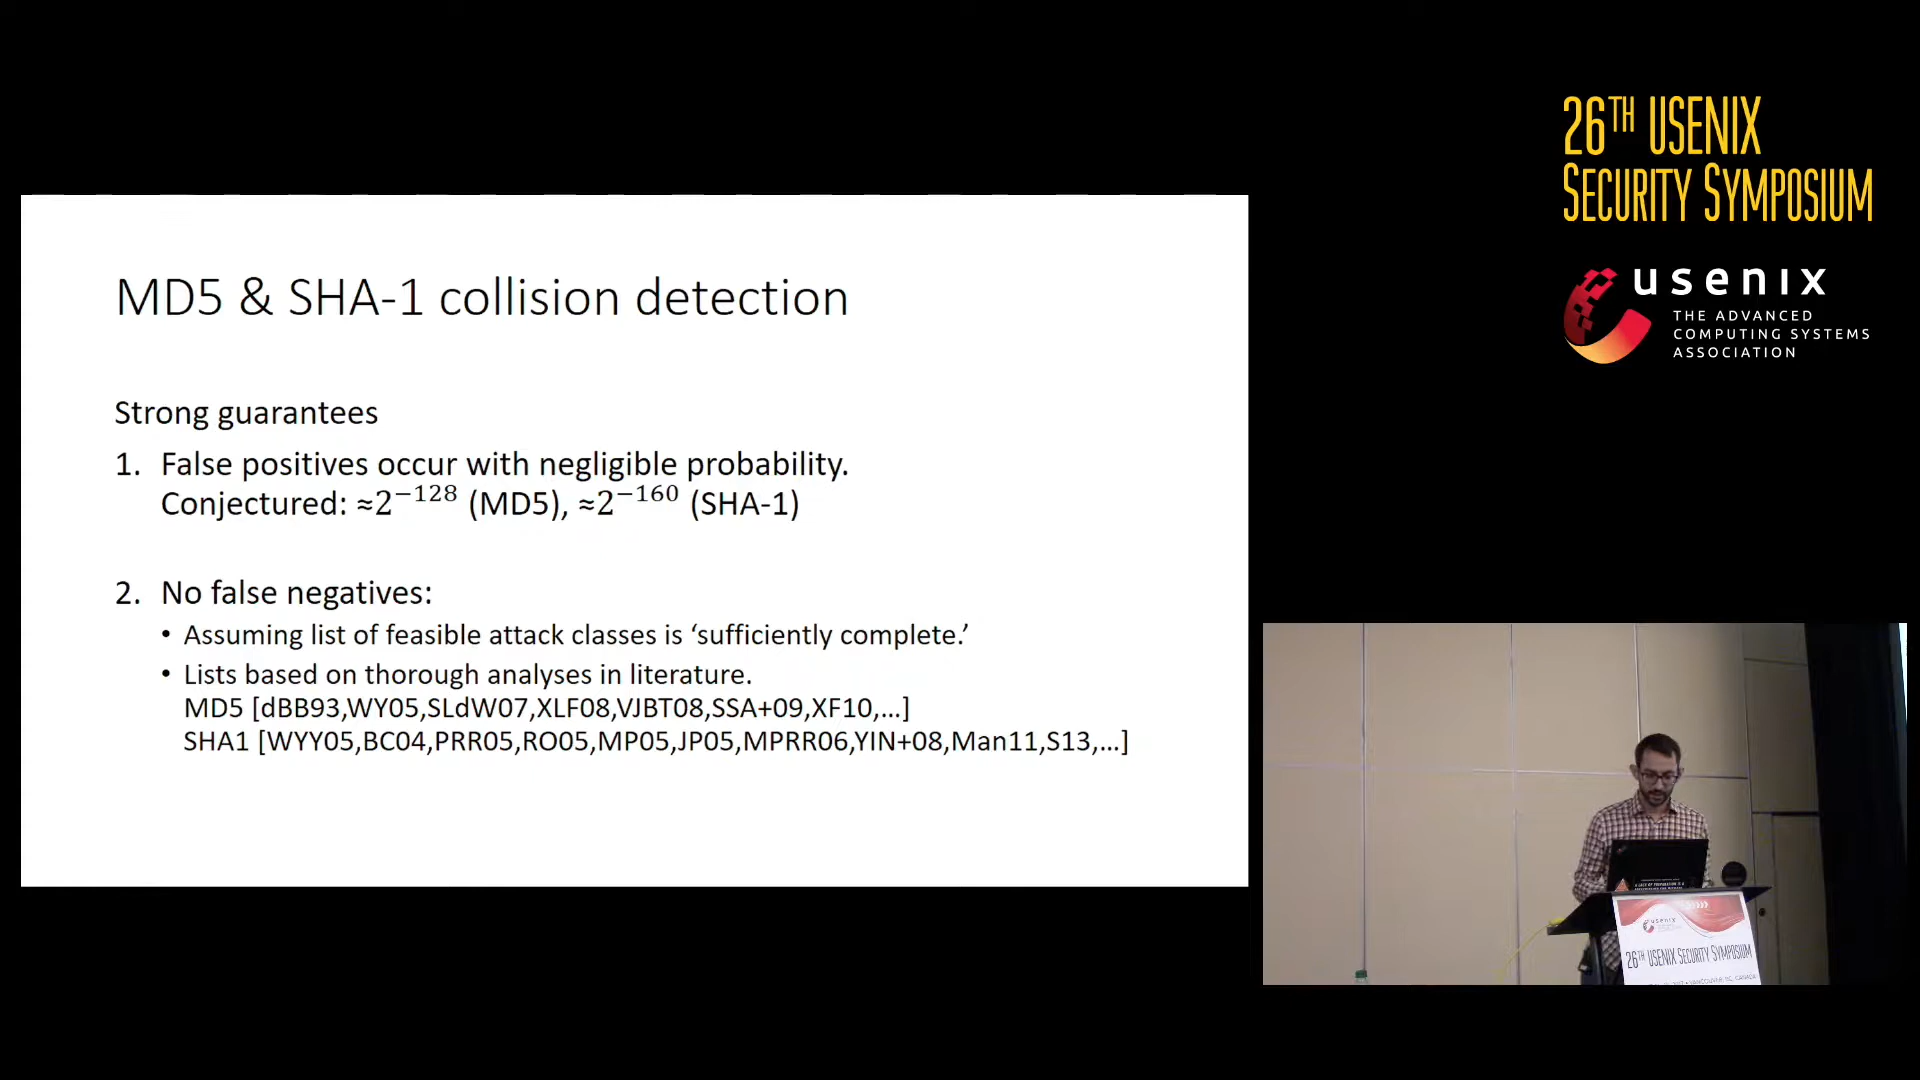 26TH USENIX
SECURITY SYMPOSIUM
usenix
THE ADVANCED
COMPUTING SYSTEMS
ASSOCIATION
MD5 & SHA-1 collision detection
Strong guarantees
1. False positives occur with negligible probability.
Conjectured: ≈2⁻¹²⁸ (MD5), ≈2⁻¹⁶⁰ (SHA-1)
2. No false negatives:
• Assuming list of feasible attack classes is ‘sufficiently complete.’
• Lists based on thorough analyses in literature.
MD5 [dBB93,WY05,SLdW07,XLF08,VJBT08,SSA+09,XF10,…]
SHA1 [WYY05,BC04,PRR05,RO05,MP05,JP05,MPRR06,YIN+08,Man11,S13,…]
usenix
26TH USENIX SECURITY SYMPOSIUM